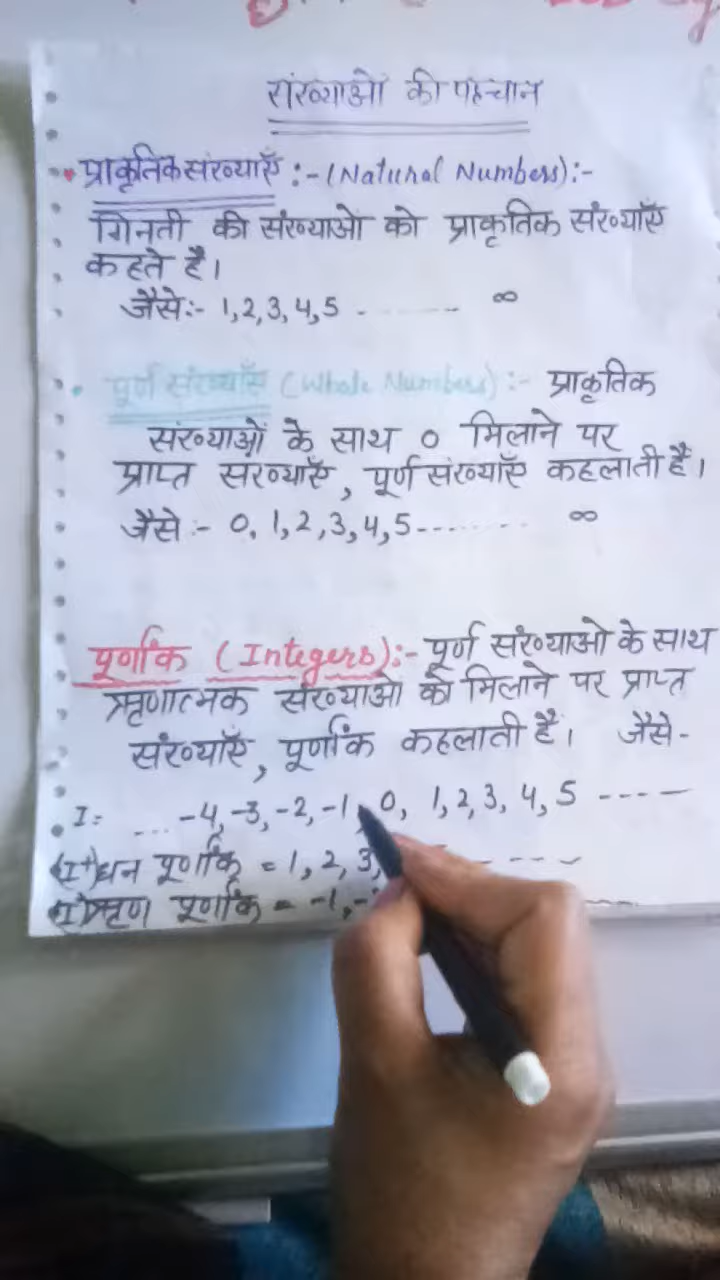 संख्याओं की पहचान
प्राकृतिक संख्याएँ :- (Natural Numbers) :-
गिनती की संख्याओ को प्राकृतिक संख्याएँ
कहते है।
जैसे:- 1,2,3,4,5 ........ ∞
पूर्ण संख्याएँ (Whole Numbers) :- प्राकृतिक
संख्याओं के साथ 0 मिलाने पर
प्राप्त संख्याएँ, पूर्ण संख्याएँ कहलाती है।
जैसे :- 0, 1, 2, 3, 4, 5 ........ ∞
पूर्णांक (Integers) :- पूर्ण संख्याओ के साथ
ऋणात्मक संख्याओ को मिलाने पर प्राप्त
संख्याएँ, पूर्णांक कहलाती है। जैसे -
I = ... -4, -3, -2, -1, 0, 1, 2, 3, 4, 5 ----
(I⁺) धन पूर्णांक = 1, 2, 3, - - -
(I⁻) ऋण पूर्णांक = -1,